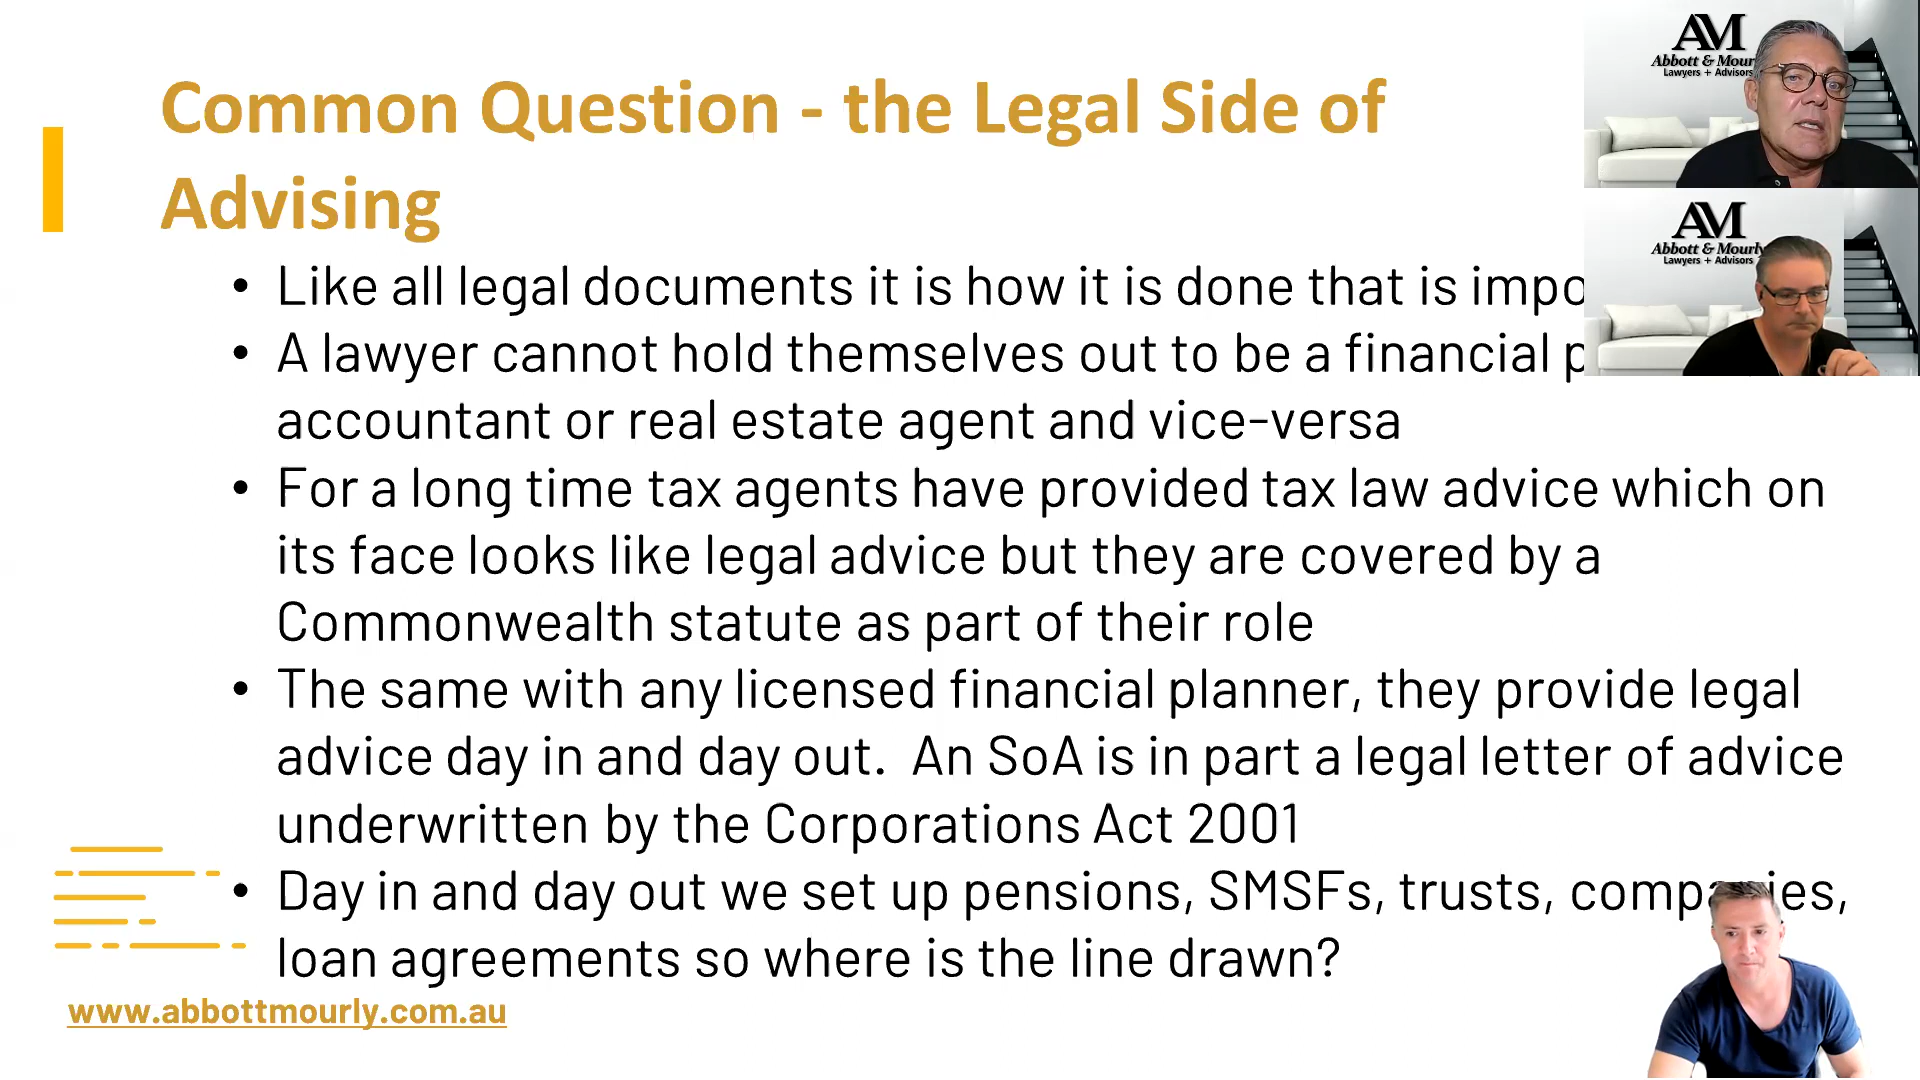 Common Question - the Legal Side of
Advising
• Like all legal documents it is how it is done that is
• A lawyer cannot hold themselves out to be a financial
accountant or real estate agent and vice-versa
• For a long time tax agents have provided tax law advice which on
its face looks like legal advice but they are covered by a
Commonwealth statute as part of their role
• The same with any licensed financial planner, they provide legal
advice day in and day out. An SoA is in part a legal letter of advice
underwritten by the Corporations Act 2001
• Day in and day out we set up pensions, SMSFs, trusts, companies,
loan agreements so where is the line drawn?
www.abbottmourly.com.au
AM
Abbott &
Lawyers + Advisors
AM
Abbott & Mourly
Lawyers + Advisors